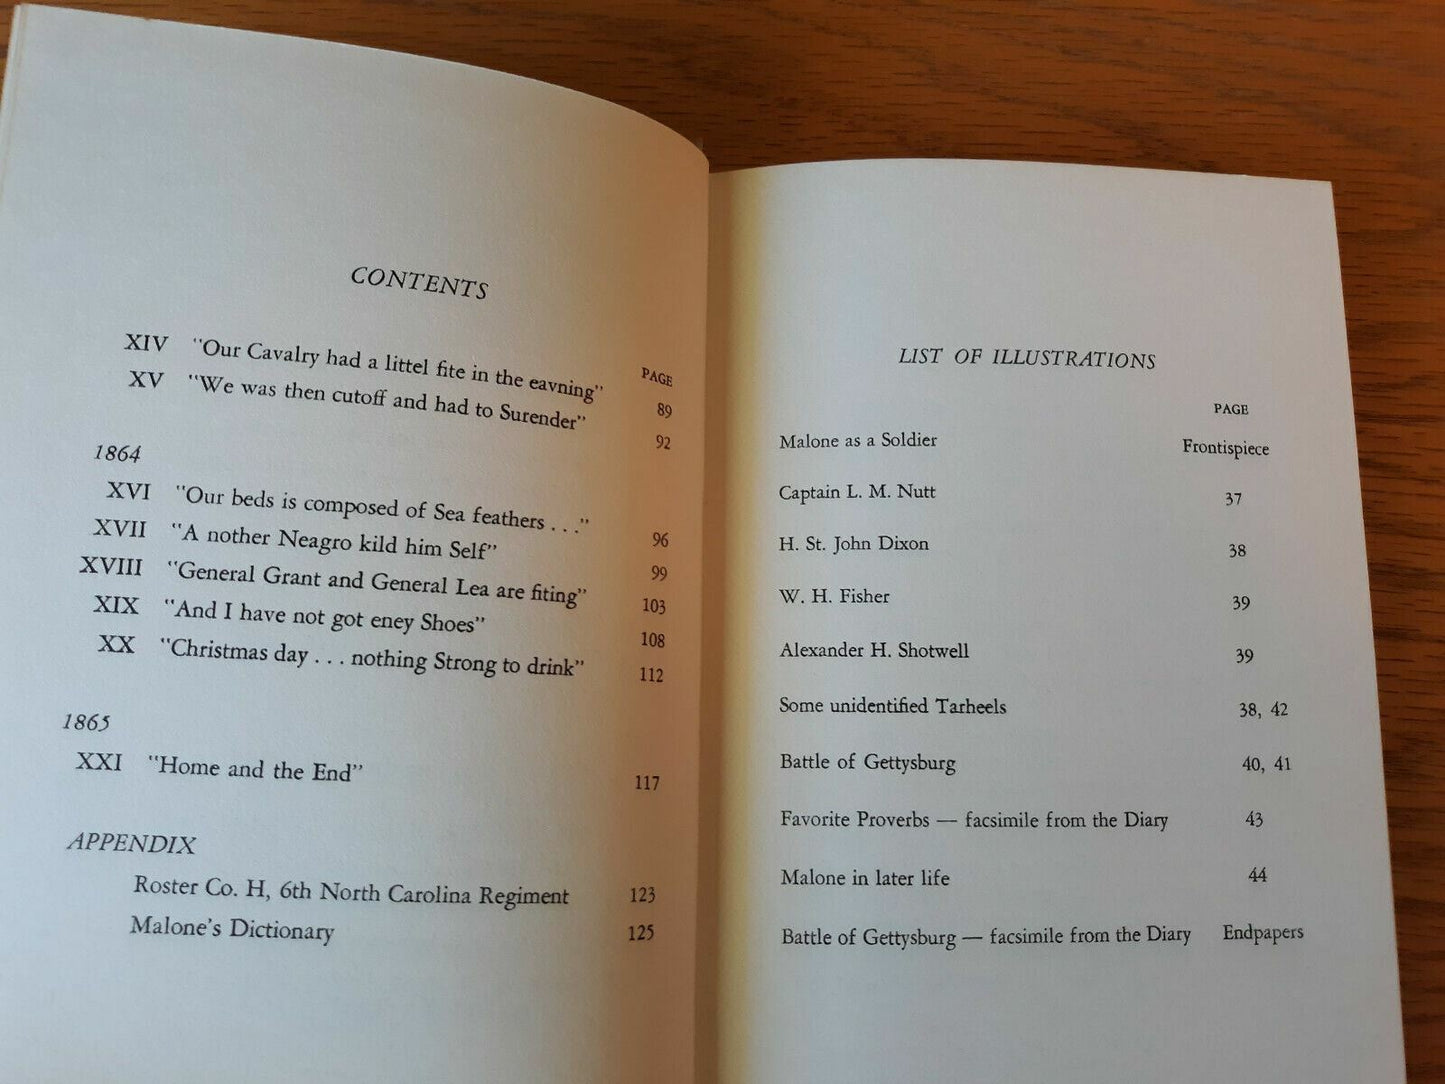 CONTENTS
PAGE
XIV "Our Cavalry had a littel fite in the eavning" 89
XV "We was then cutoff and had to Surender" 92
1864
XVI "Our beds is composed of Sea feathers . . ." 96
XVII "A nother Neagro kild him Self" 99
XVIII "General Grant and General Lea are fiting" 103
XIX "And I have not got eney Shoes" 108
XX "Christmas day . . . nothing Strong to drink" 112
1865
XXI "Home and the End" 117
APPENDIX
Roster Co. H, 6th North Carolina Regiment 123
Malone's Dictionary 125
LIST OF ILLUSTRATIONS
PAGE
Malone as a Soldier Frontispiece
Captain L. M. Nutt 37
H. St. John Dixon 38
W. H. Fisher 39
Alexander H. Shotwell 39
Some unidentified Tarheels 38, 42
Battle of Gettysburg 40, 41
Favorite Proverbs — facsimile from the Diary 43
Malone in later life 44
Battle of Gettysburg — facsimile from the Diary Endpapers